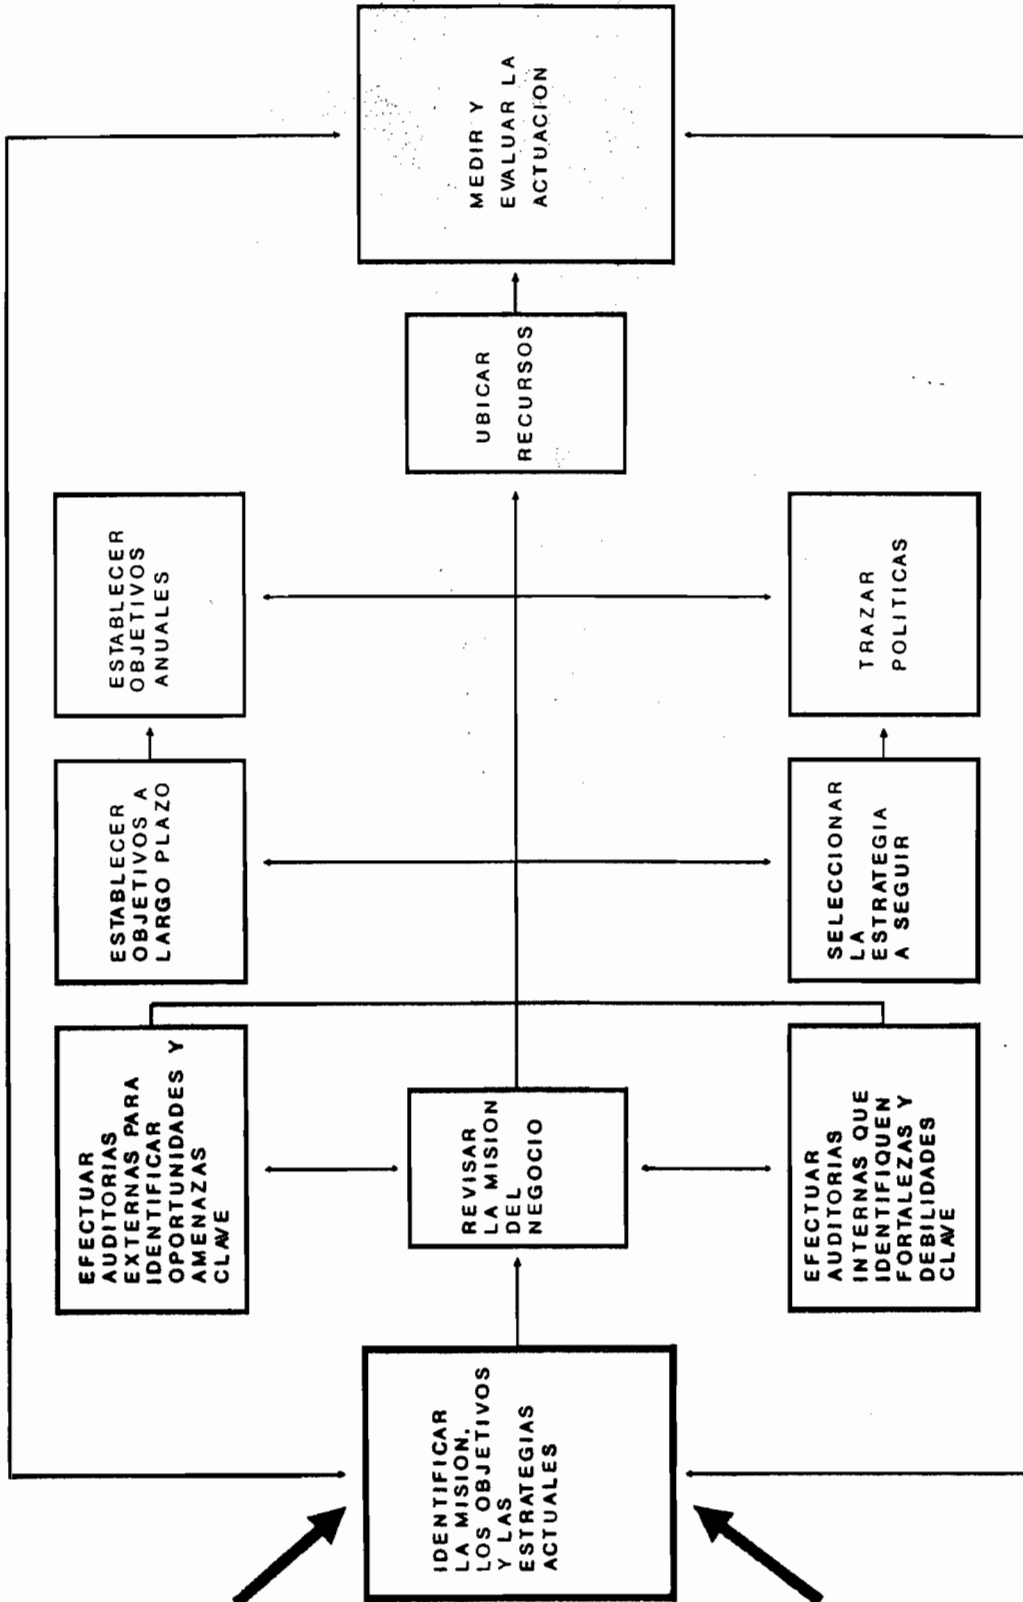 IDENTIFICAR
LA MISION,
LOS OBJETIVOS
Y LAS
ESTRATEGIAS
ACTUALES
EFECTUAR
AUDITORIAS
EXTERNAS PARA
IDENTIFICAR
OPORTUNIDADES Y
AMENAZAS
CLAVE
REVISAR
LA MISION
DEL
NEGOCIO
EFECTUAR
AUDITORIAS
INTERNAS QUE
IDENTIFIQUEN
FORTALEZAS Y
DEBILIDADES
CLAVE
ESTABLECER
OBJETIVOS A
LARGO PLAZO
SELECCIONAR
LA
ESTRATEGIA
A SEGUIR
ESTABLECER
OBJETIVOS
ANUALES
TRAZAR
POLITICAS
UBICAR
RECURSOS
MEDIR Y
EVALUAR LA
ACTUACION